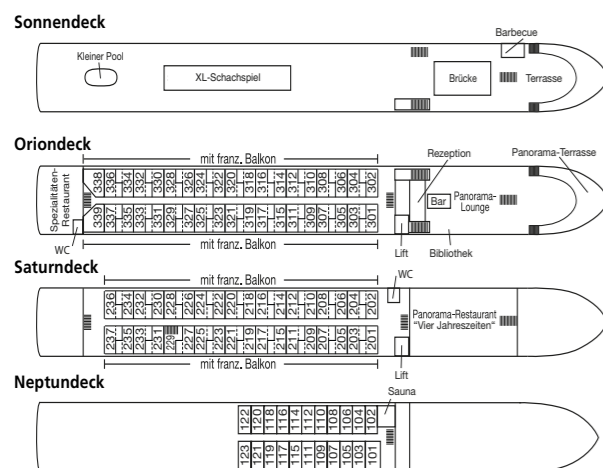 Sonnendeck
Barbecue
Kleiner Pool
XL-Schachspiel
Brücke
Terrasse
Oriondeck
mit franz. Balkon
Rezeption
Panorama-Terrasse
Spezialitäten-
Restaurant
338 336 334 332 330 328 326 324 322 320 318 316 314 312 310 308 306 304 302
Bar
Panorama-
Lounge
339 337 335 333 331 329 327 325 323 321 319 317 315 311 309 307 305 303 301
WC
mit franz. Balkon
Lift
Bibliothek
Saturndeck
mit franz. Balkon
WC
236 234 232 230 228 226 224 222 220 218 216 214 212 210 208 206 204 202
Panorama-Restaurant
"Vier Jahreszeiten"
237 235 233 231 229 227 225 223 221 219 217 215 211 209 207 205 203 201
mit franz. Balkon
Lift
Neptundeck
Sauna
122 120 118 116 114 112 110 108 106 104 102
123 121 119 117 115 111 109 107 105 103 101